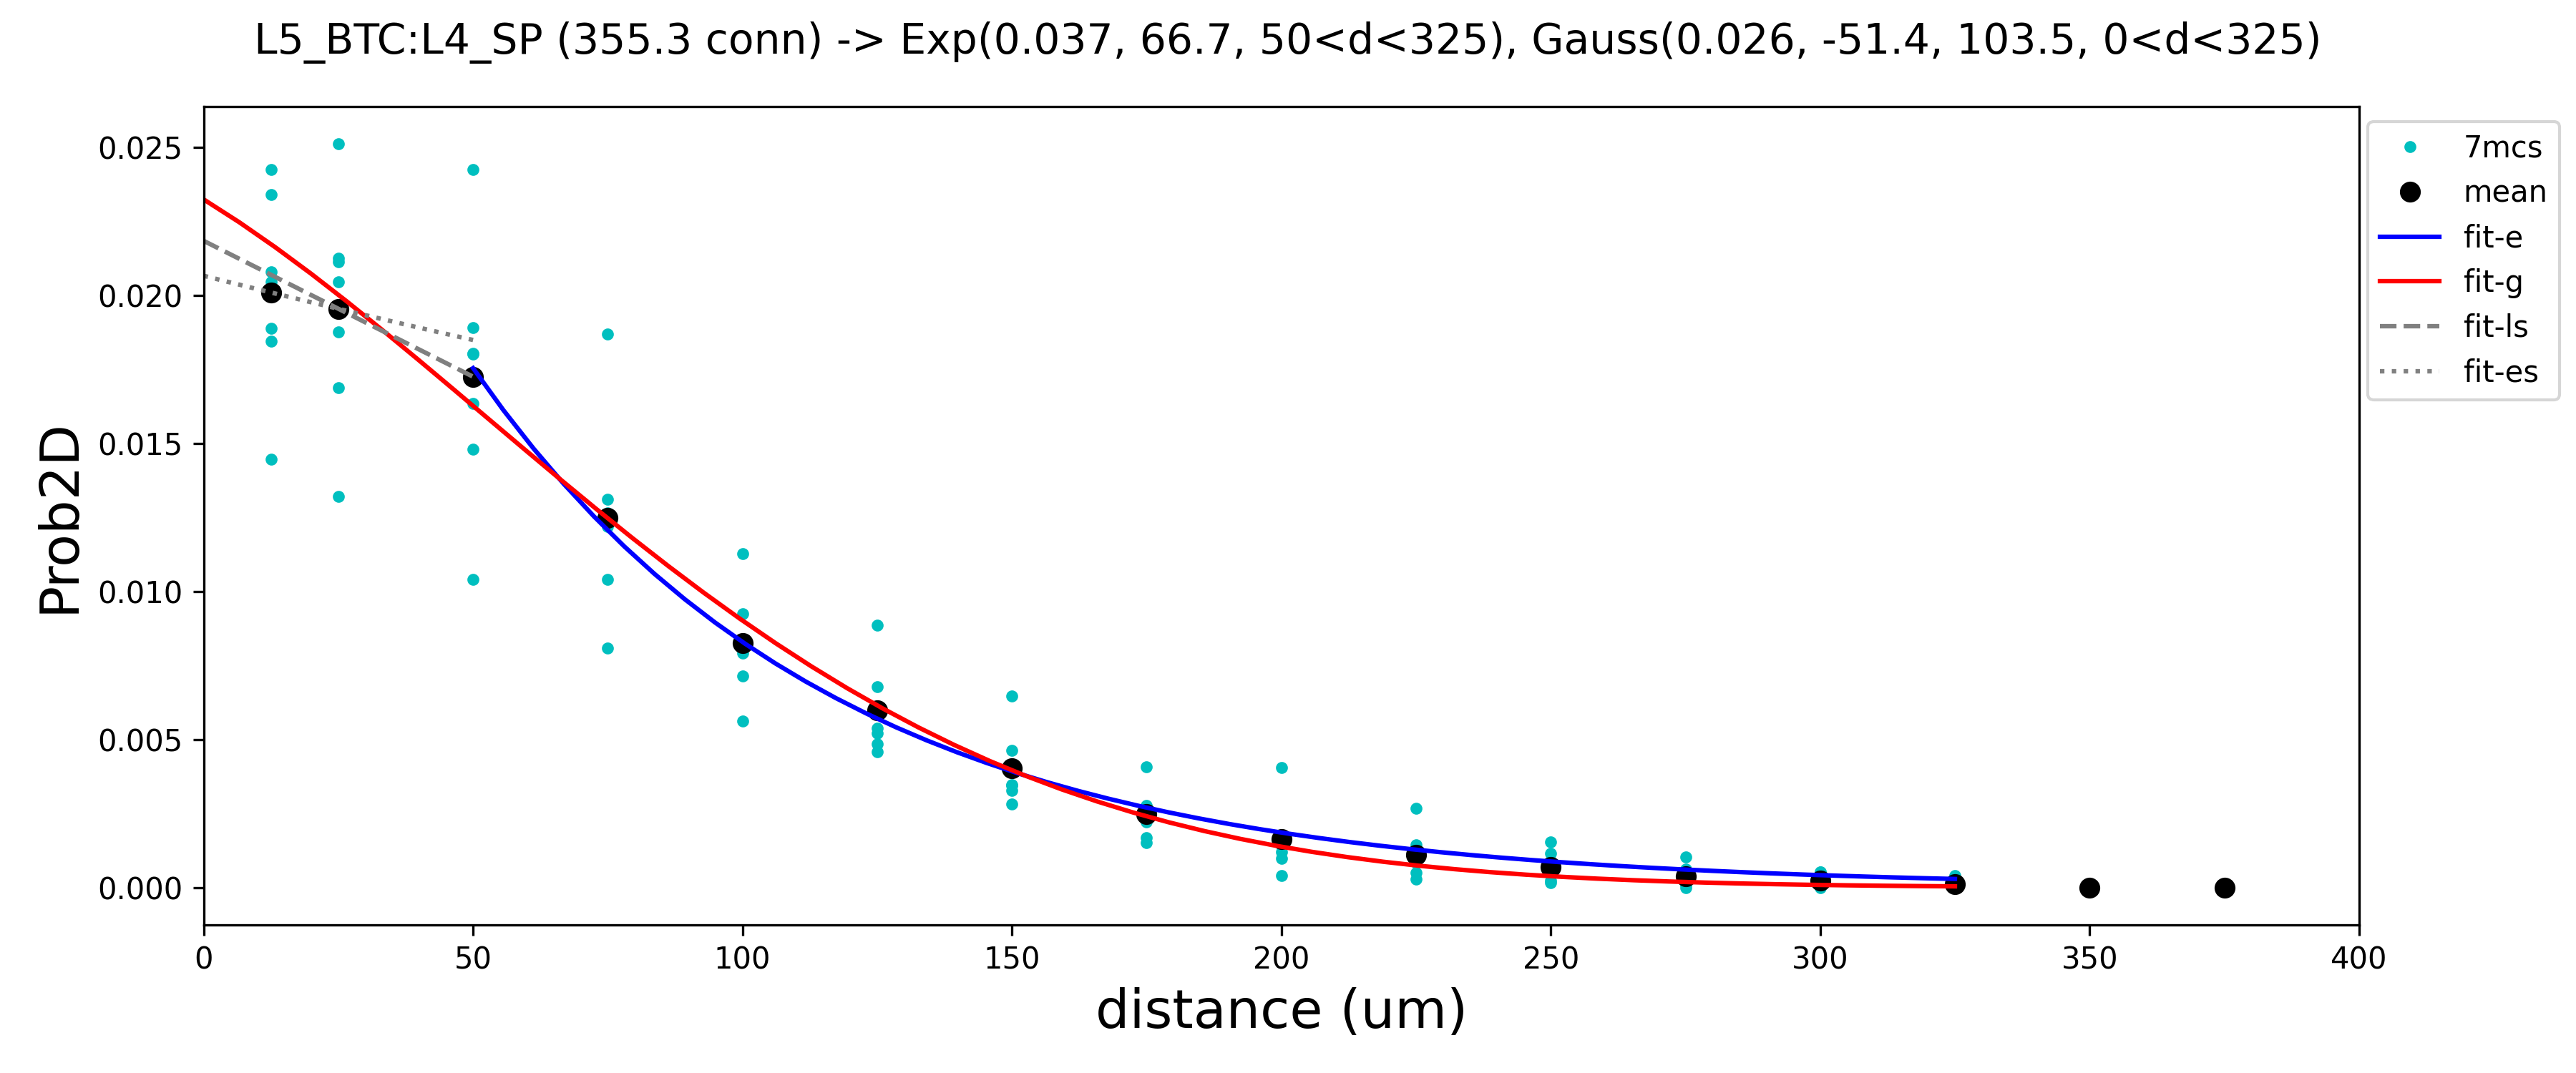 L5_BTC:L4_SP (355.3 conn) -> Exp(0.037, 66.7, 50<d<325), Gauss(0.026, -51.4, 103.5, 0<d<325)
0.025
0.020
0.015
0.010
0.005
0.000
Prob2D
0
50
100
150
200
250
300
350
400
distance (um)
7mcs
mean
fit-e
fit-g
fit-ls
fit-es